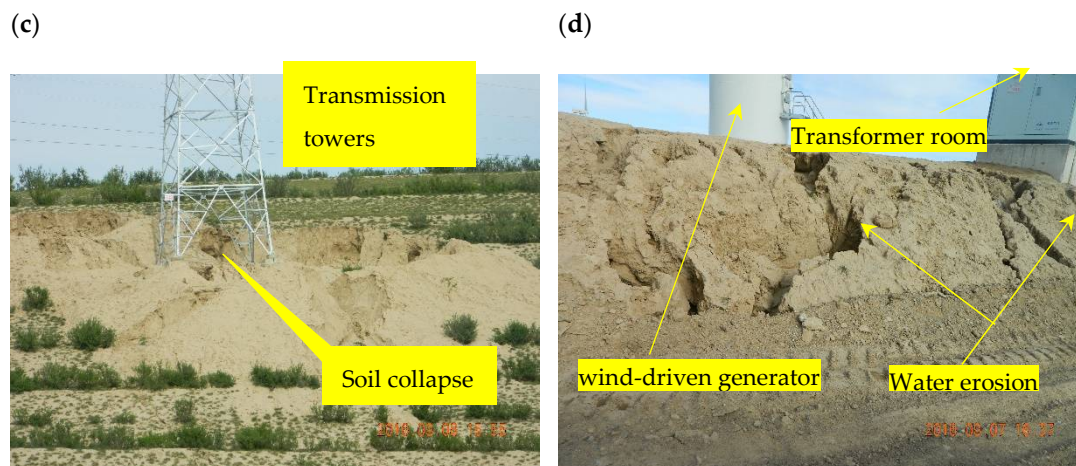 (c)
(d)
Transmission
towers
Soil collapse
Transformer room
wind-driven generator
Water erosion